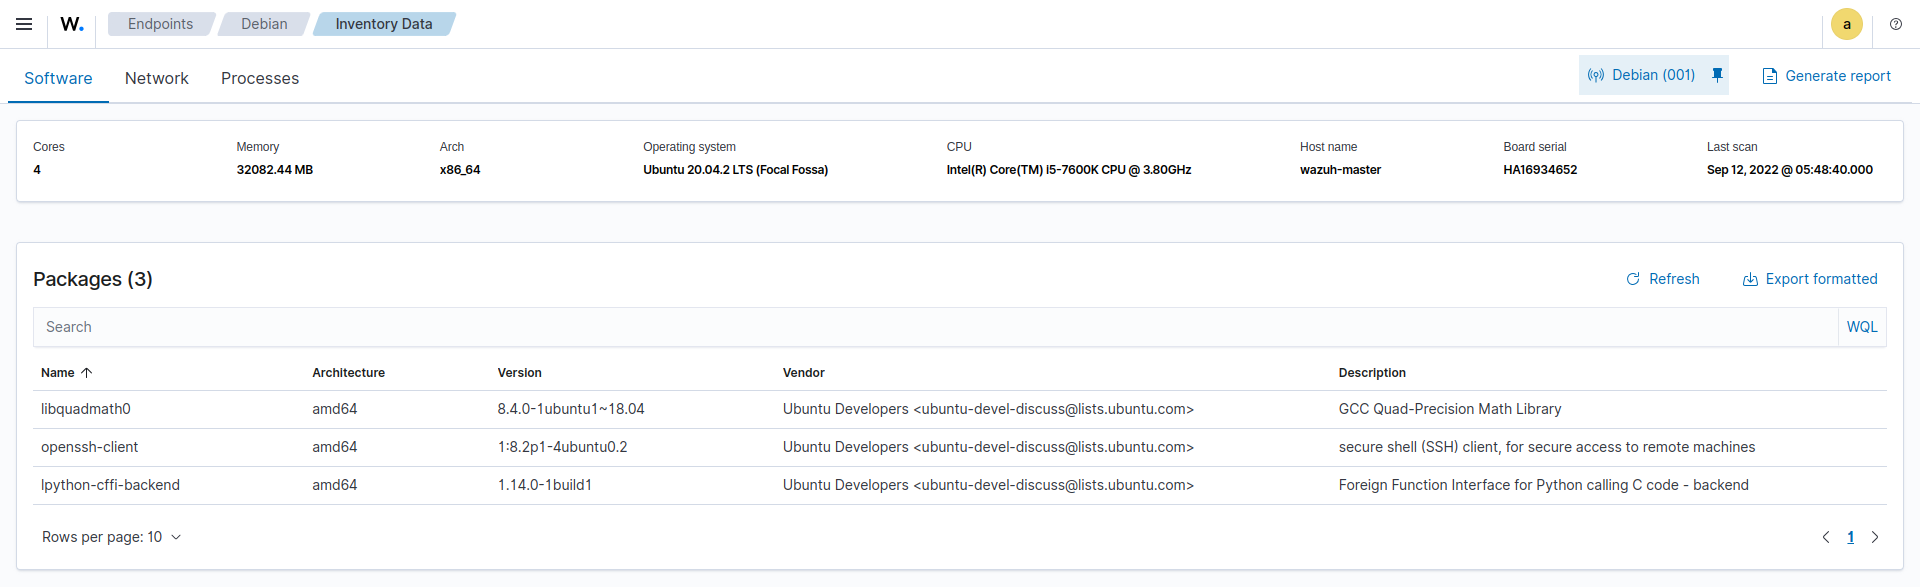 W. Endpoints Debian Inventory Data a
Software Network Processes Debian (001) Generate report
Cores Memory Arch Operating system CPU Host name Board serial Last scan
4 32082.44 MB x86_64 Ubuntu 20.04.2 LTS (Focal Fossa) Intel(R) Core(TM) i5-7600K CPU @ 3.80GHz wazuh-master HA16934652 Sep 12, 2022 @ 05:48:40.000
Packages (3) Refresh Export formatted
Search WQL
Name Architecture Version Vendor Description
libquadmath0 amd64 8.4.0-1ubuntu1~18.04 Ubuntu Developers <ubuntu-devel-discuss@lists.ubuntu.com> GCC Quad-Precision Math Library
openssh-client amd64 1:8.2p1-4ubuntu0.2 Ubuntu Developers <ubuntu-devel-discuss@lists.ubuntu.com> secure shell (SSH) client, for secure access to remote machines
lpython-cffi-backend amd64 1.14.0-1build1 Ubuntu Developers <ubuntu-devel-discuss@lists.ubuntu.com> Foreign Function Interface for Python calling C code - backend
Rows per page: 10 1